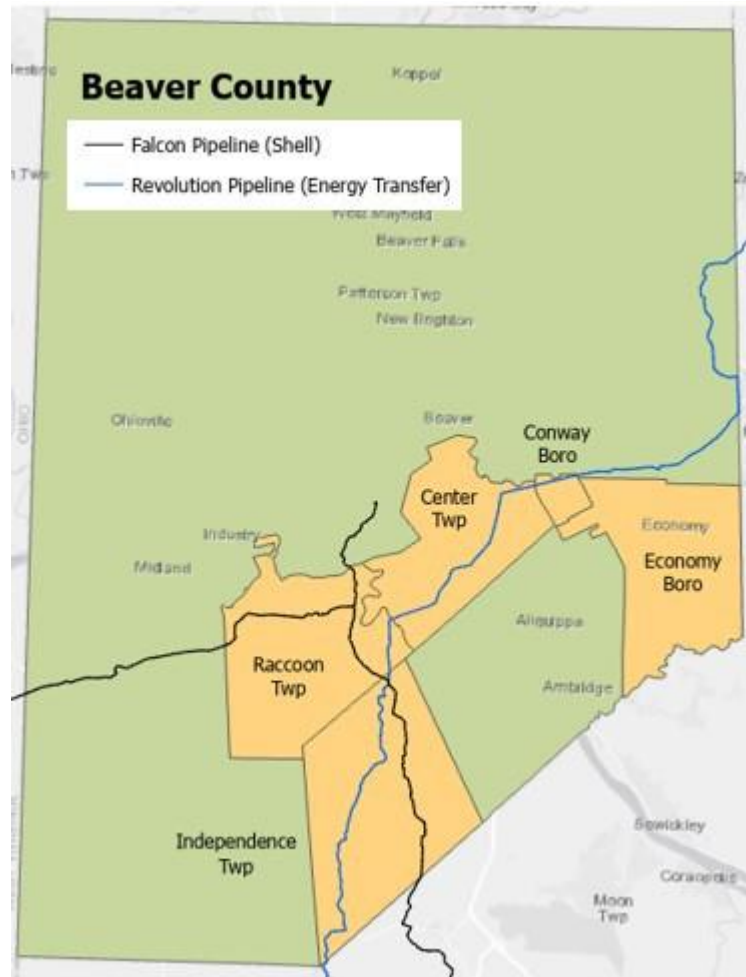 Koppel
Beaver County
Falcon Pipeline (Shell)
Revolution Pipeline (Energy Transfer)
West Mayfield
Beaver Falls
Patterson Twp
New Brighton
OHIO
Ohioville
Beaver
Conway
Boro
Center
Twp
Industry
Economy
Midland
Economy
Boro
Aliquippa
Raccoon
Twp
Ambridge
Independence
Twp
Sewickley
Coraopolis
Moon
Twp